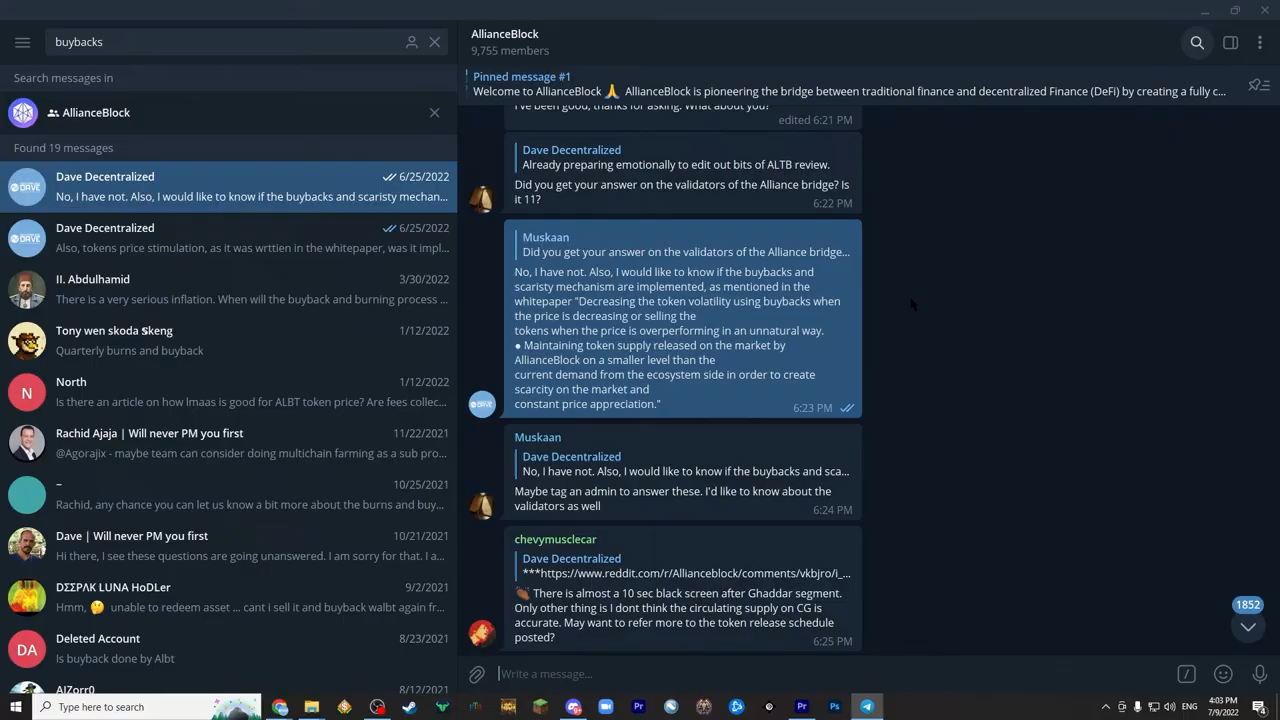 buybacks
Search messages in
AllianceBlock
Found 19 messages
Dave Decentralized
6/25/2022
No, I have not. Also, I would like to know if the buybacks and scaristy mechan...
Dave Decentralized
6/25/2022
Also, tokens price stimulation, as it was wrttien in the whitepaper, was it impl...
II. Abdulhamid
3/30/2022
There is a very serious inflation. When will the buyback and burning process ...
Tony wen skoda $keng
1/12/2022
Quarterly burns and buyback
N
North
1/12/2022
Is there an article on how lmaas is good for ALBT token price? Are fees collec...
Rachid Ajaja | Will never PM you first
11/22/2021
@Agorajix - maybe team can consider doing multichain farming as a sub pro...
~
10/25/2021
Rachid, any chance you can let us know a bit more about the burns and buy...
Dave | Will never PM you first
10/21/2021
Hi there, I see these questions are going unanswered. I am sorry for that. I a...
DΣΣPΛK LUNA HoDLer
9/2/2021
Hmm, 🤔 unable to redeem asset ... cant i sell it and buyback walbt again fr...
DA
Deleted Account
8/23/2021
Is buyback done by Albt
AlZorr0
8/12/2021
AllianceBlock
9,755 members
Pinned message #1
Welcome to AllianceBlock 🙏 AllianceBlock is pioneering the bridge between traditional finance and decentralized Finance (DeFi) by creating a fully c...
I've been good, thanks for asking. What about you?
edited 6:21 PM
Dave Decentralized
Already preparing emotionally to edit out bits of ALTB review.
Did you get your answer on the validators of the Alliance bridge? Is
it 11?
6:22 PM
Muskaan
Did you get your answer on the validators of the Alliance bridge...
No, I have not. Also, I would like to know if the buybacks and
scaristy mechanism are implemented, as mentioned in the
whitepaper "Decreasing the token volatility using buybacks when
the price is decreasing or selling the
tokens when the price is overperforming in an unnatural way.
● Maintaining token supply released on the market by
AllianceBlock on a smaller level than the
current demand from the ecosystem side in order to create
scarcity on the market and
constant price appreciation."
6:23 PM
Muskaan
Dave Decentralized
No, I have not. Also, I would like to know if the buybacks and sca...
Maybe tag an admin to answer these. I'd like to know about the
validators as well
6:24 PM
chevymusclecar
Dave Decentralized
***https://www.reddit.com/r/Allianceblock/comments/vkbjro/i_...
There is almost a 10 sec black screen after Ghaddar segment.
Only other thing is I dont think the circulating supply on CG is
accurate. May want to refer more to the token release schedule
posted?
6:25 PM
1852
Write a message...
Type here to search
ENG
4:03 PM
7/9/2022